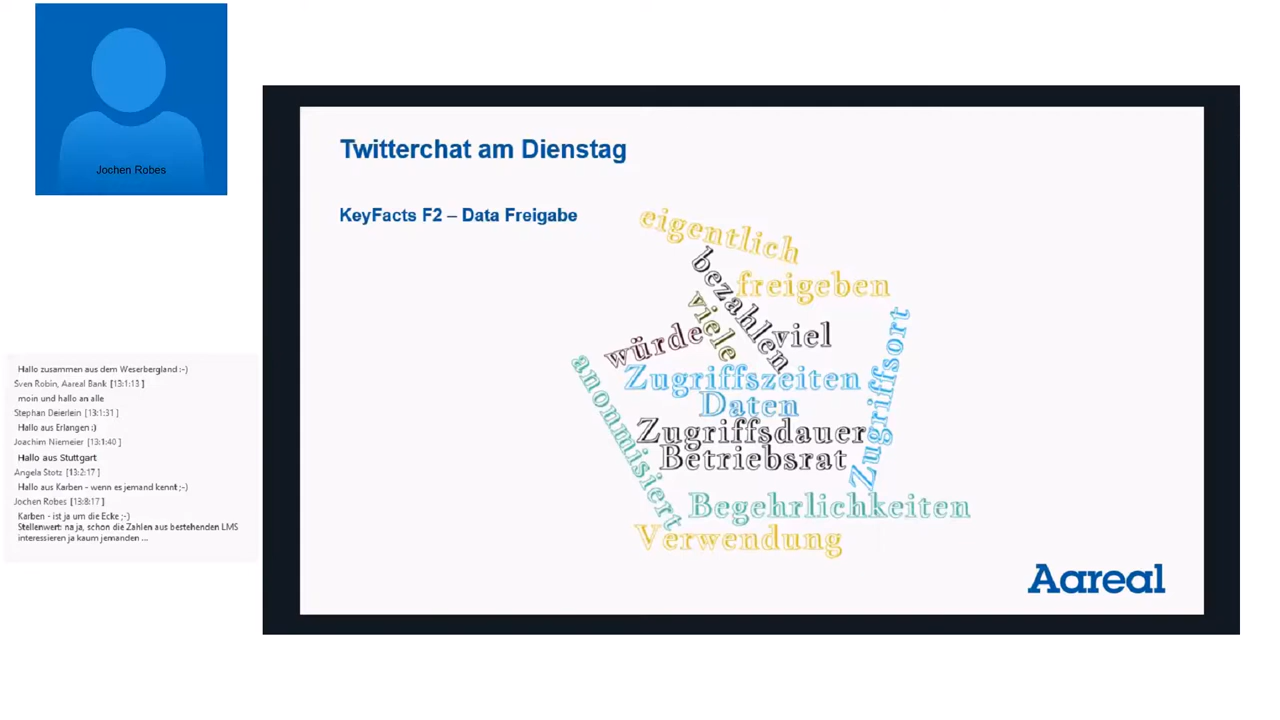 Jochen Robes
Hallo zusammen aus dem Weserbergland :-)
Sven Robin, Aareal Bank [13:1:13 ]
moin und hallo an alle
Stephan Deierlein [13:1:31 ]
Hallo aus Erlangen :)
Joachim Niemeier [13:1:40 ]
Hallo aus Stuttgart
Angela Stotz [13:2:17 ]
Hallo aus Karben - wenn es jemand kennt ;-)
Jochen Robes [13:8:17 ]
Karben - ist ja um die Ecke ;-)
Stellenwert: na ja, schon die Zahlen aus bestehenden LMS
interessieren ja kaum jemanden ...
Twitterchat am Dienstag
KeyFacts F2 – Data Freigabe
eigentlich
bezahlen
freigeben
viele
viel
würde
Zugriffsort
anonmisiert
Zugriffszeiten
Daten
Zugriffsdauer
Betriebsrat
Begehrlichkeiten
Verwendung
Aareal